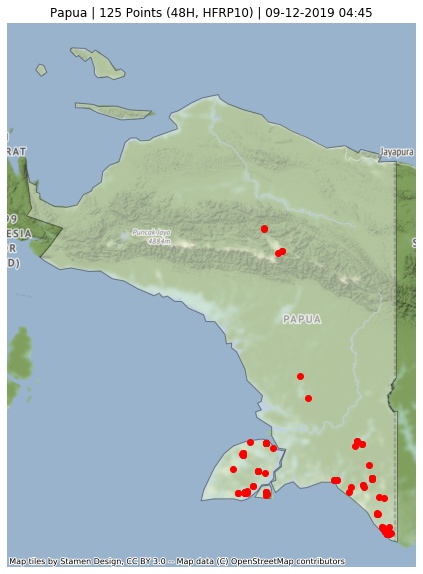 Papua | 125 Points (48H, HFRP10) | 09-12-2019 04:45
RAT
Jayapura
09
ESIA
R
D)
Puncak Jaya
4884m
S
PAPUA
Map tiles by Stamen Design, CC BY 3.0 -- Map data (C) OpenStreetMap contributors